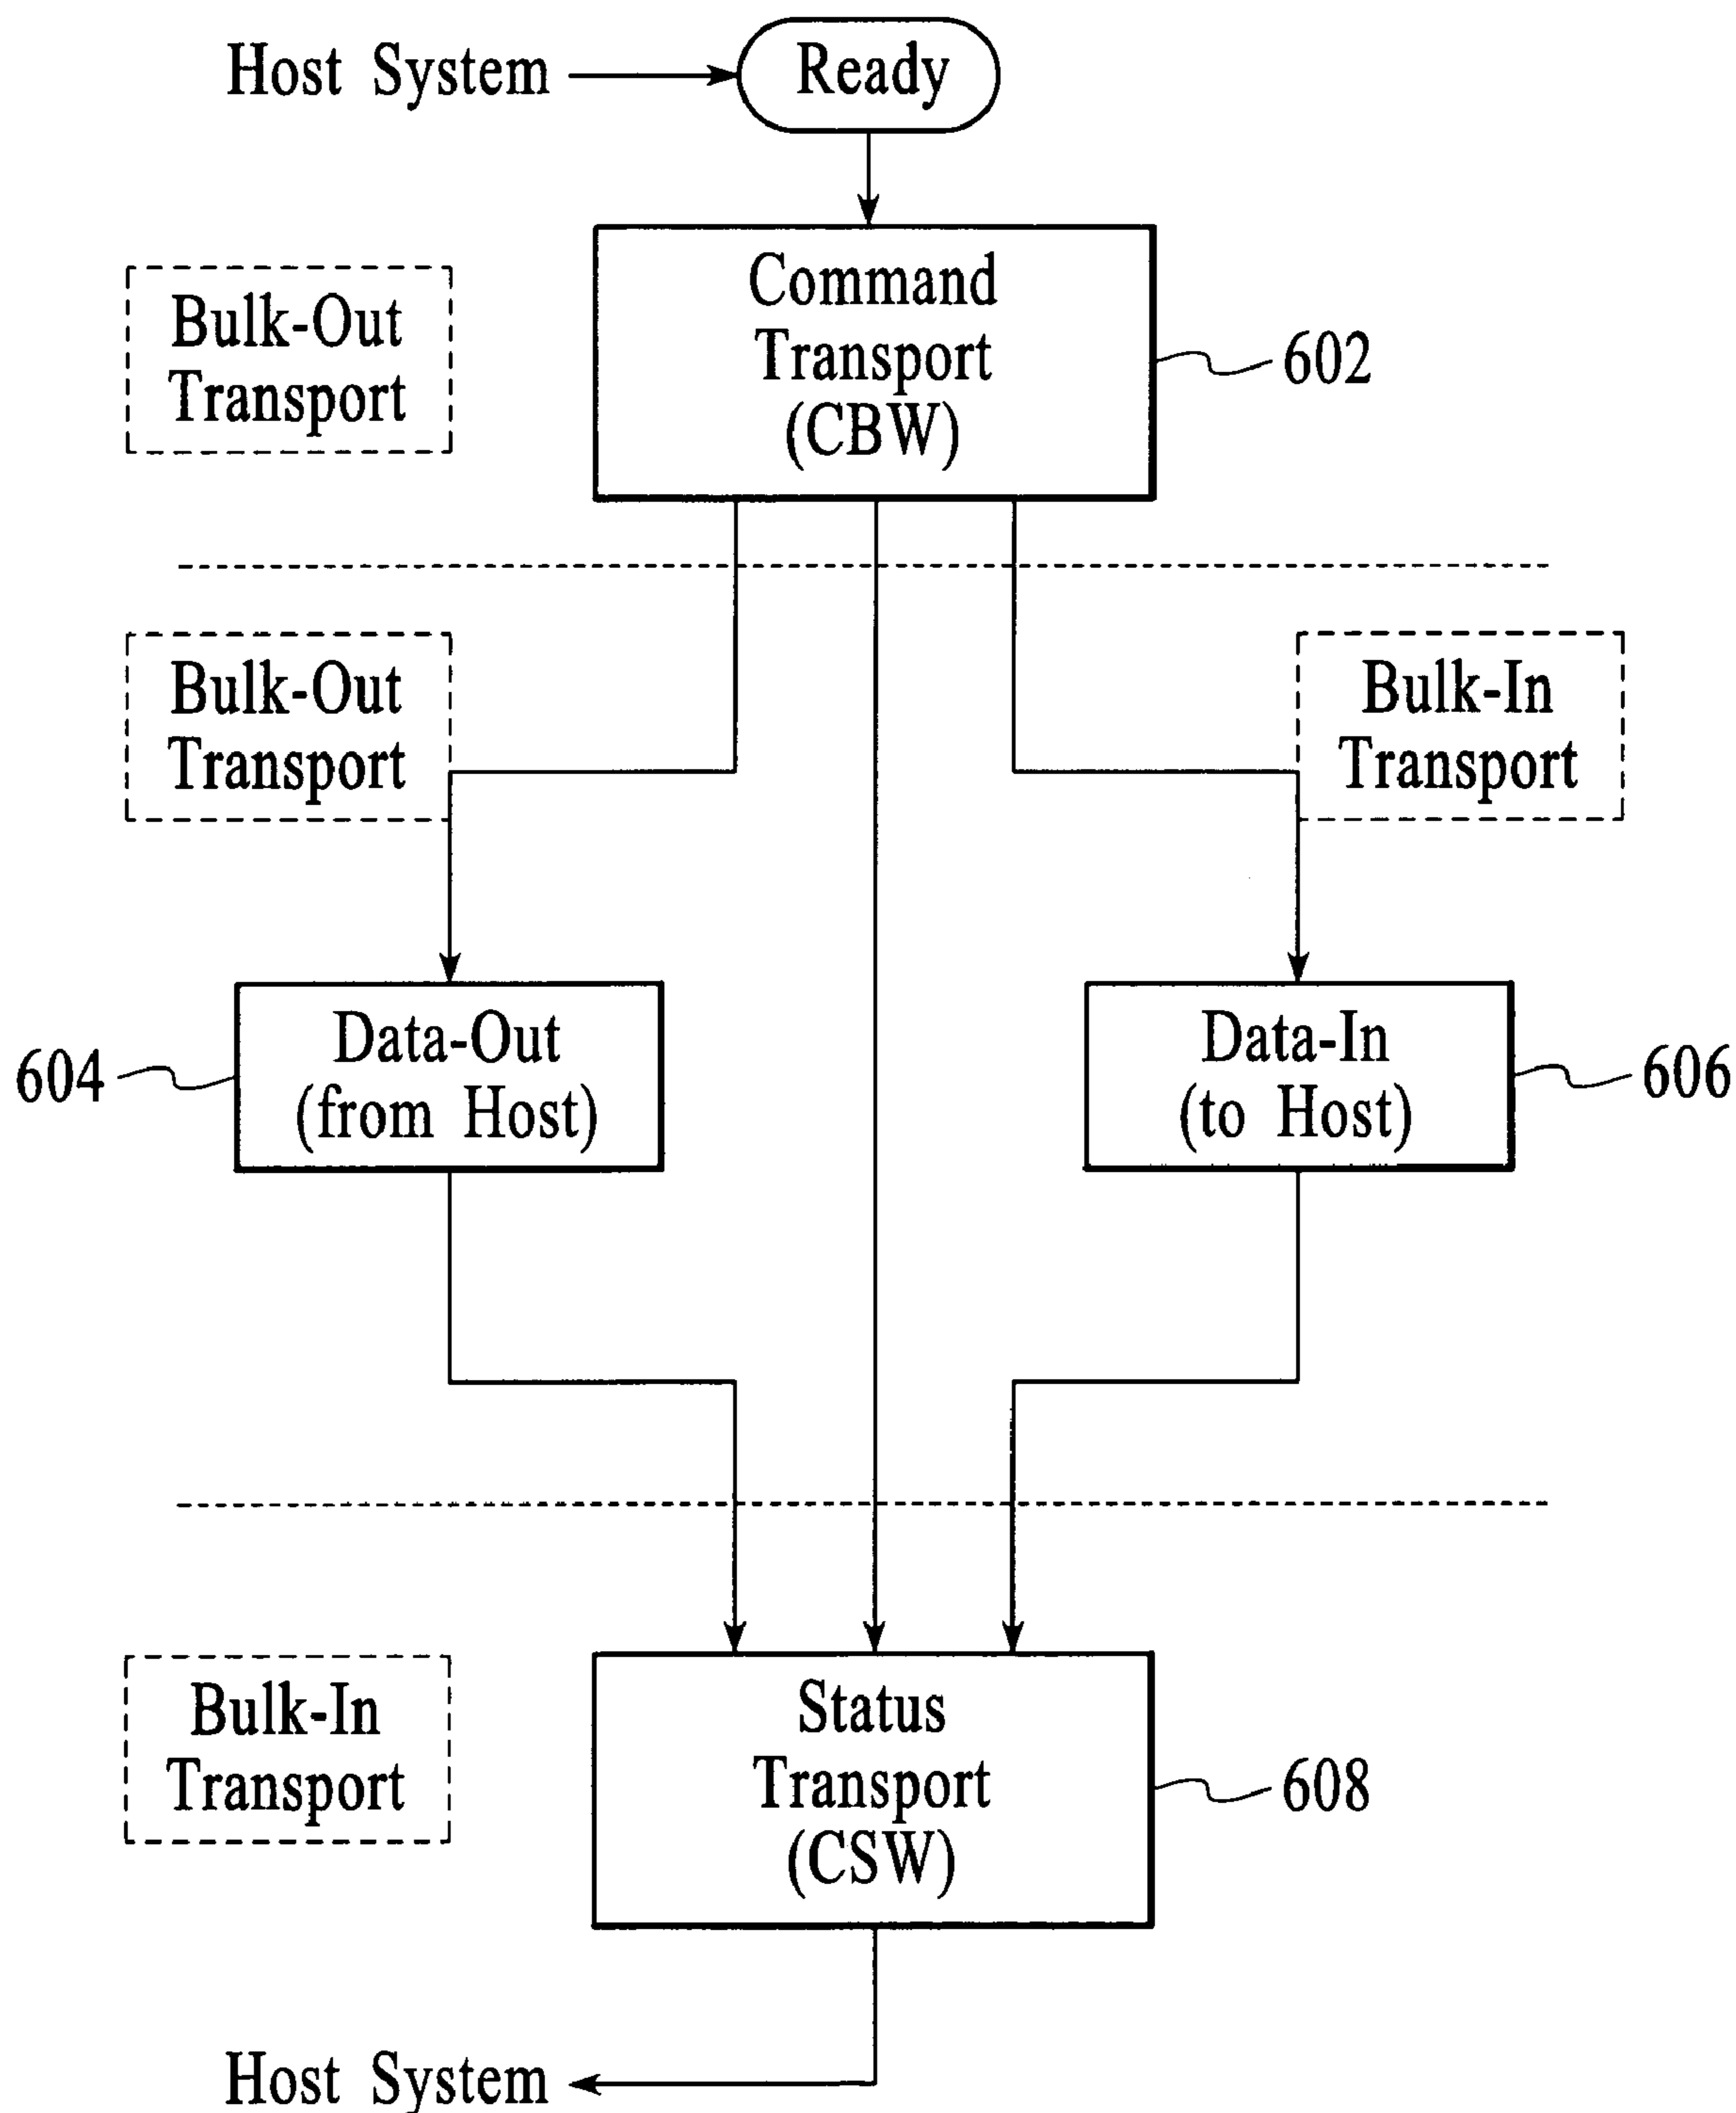 Host System
Ready
Command
Transport
(CBW)
602
Bulk-Out
Transport
Bulk-Out
Transport
Bulk-In
Transport
604
Data-Out
(from Host)
Data-In
(to Host)
606
Bulk-In
Transport
Status
Transport
(CSW)
608
Host System